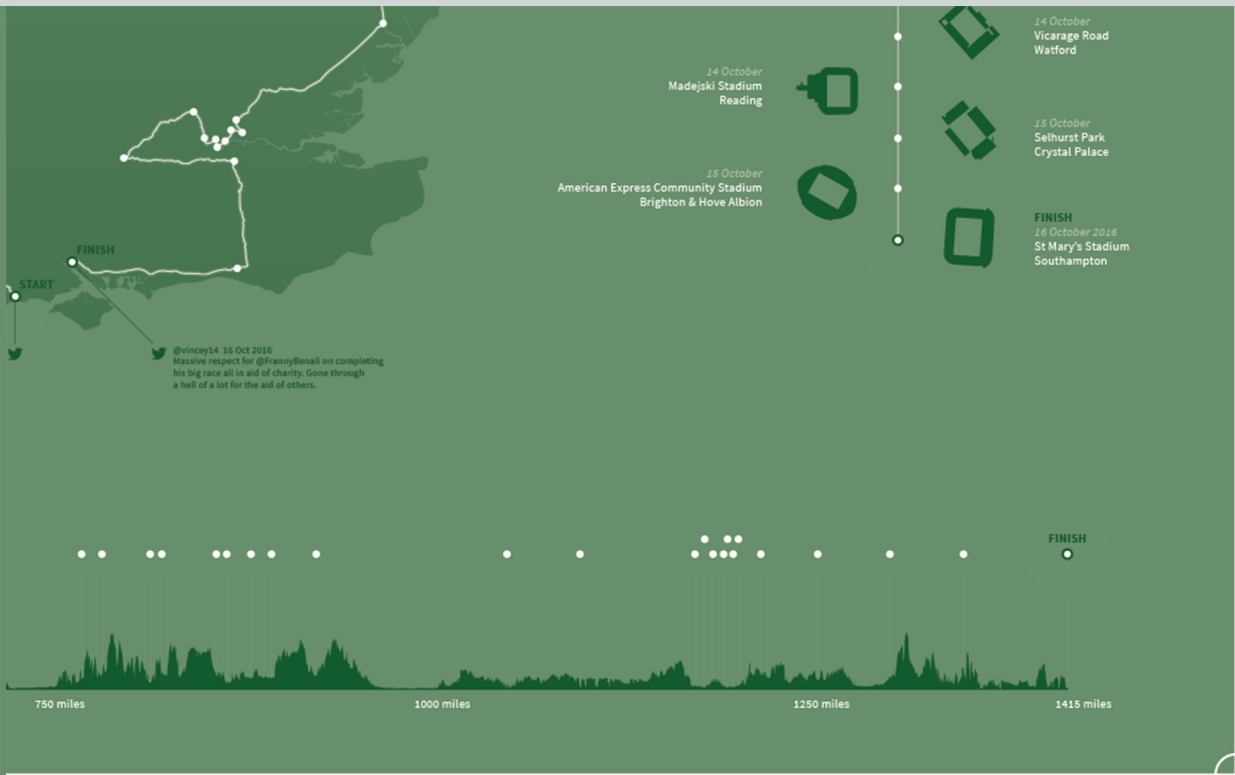 14 October
Vicarage Road
Watford
14 October
Madejski Stadium
Reading
15 October
Selhurst Park
Crystal Palace
15 October
American Express Community Stadium
Brighton & Hove Albion
FINISH
16 October 2016
St Mary's Stadium
Southampton
FINISH
START
@vincey14 16 Oct 2016
Massive respect for @FrannyBenali on completing
his big race all in aid of charity. Gone through
a hell of a lot for the aid of others.
FINISH
750 miles
1000 miles
1250 miles
1415 miles